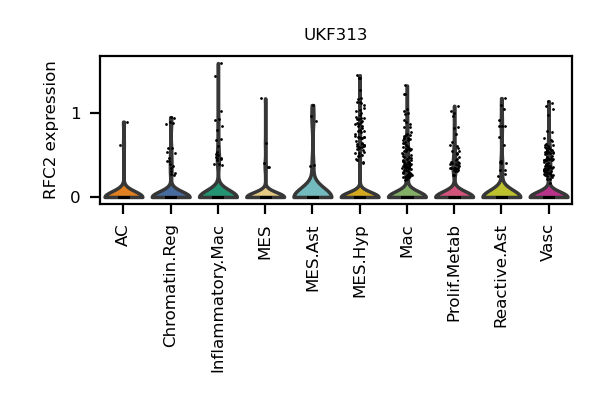 UKF313
RFC2 expression
1
0
AC
Chromatin.Reg
Inflammatory.Mac
MES
MES.Ast
MES.Hyp
Mac
Prolif.Metab
Reactive.Ast
Vasc